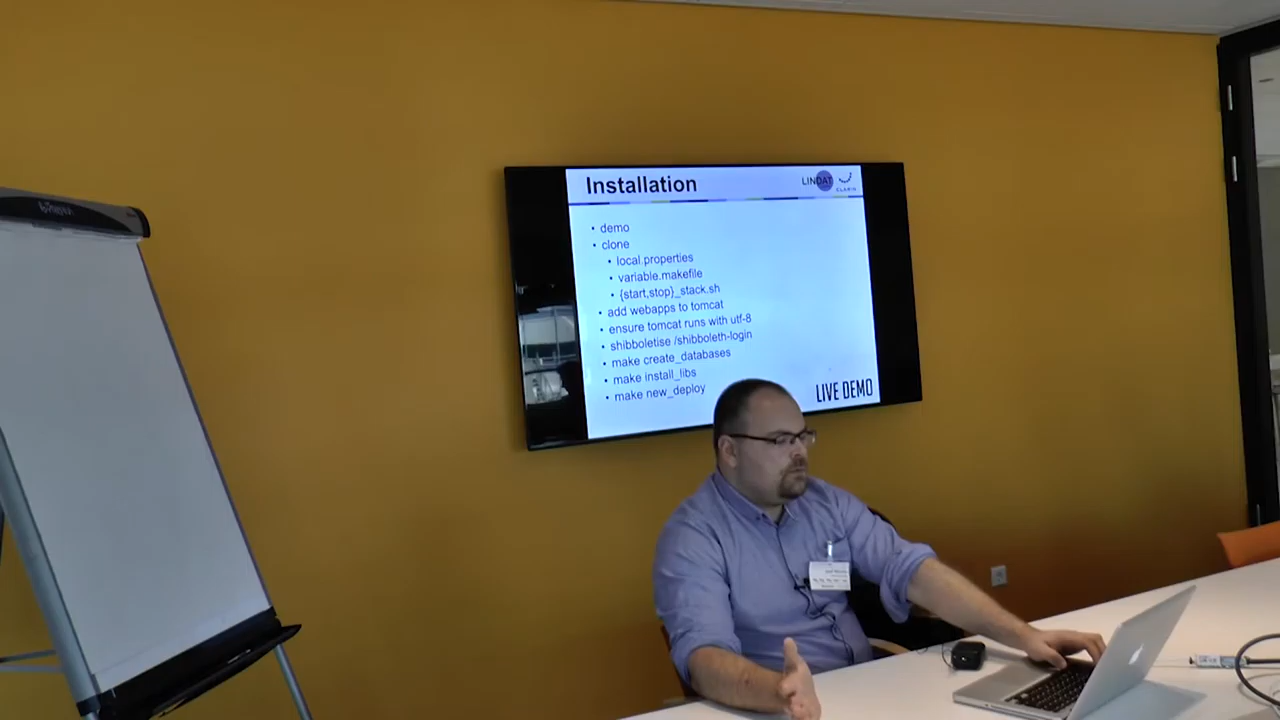 Installation
LINDAT
CLARIN
• demo
• clone
• local.properties
• variable.makefile
• {start,stop}_stack.sh
• add webapps to tomcat
• ensure tomcat runs with utf-8
• shibboletise /shibboleth-login
• make create_databases
• make install_libs
• make new_deploy
LIVE DEMO